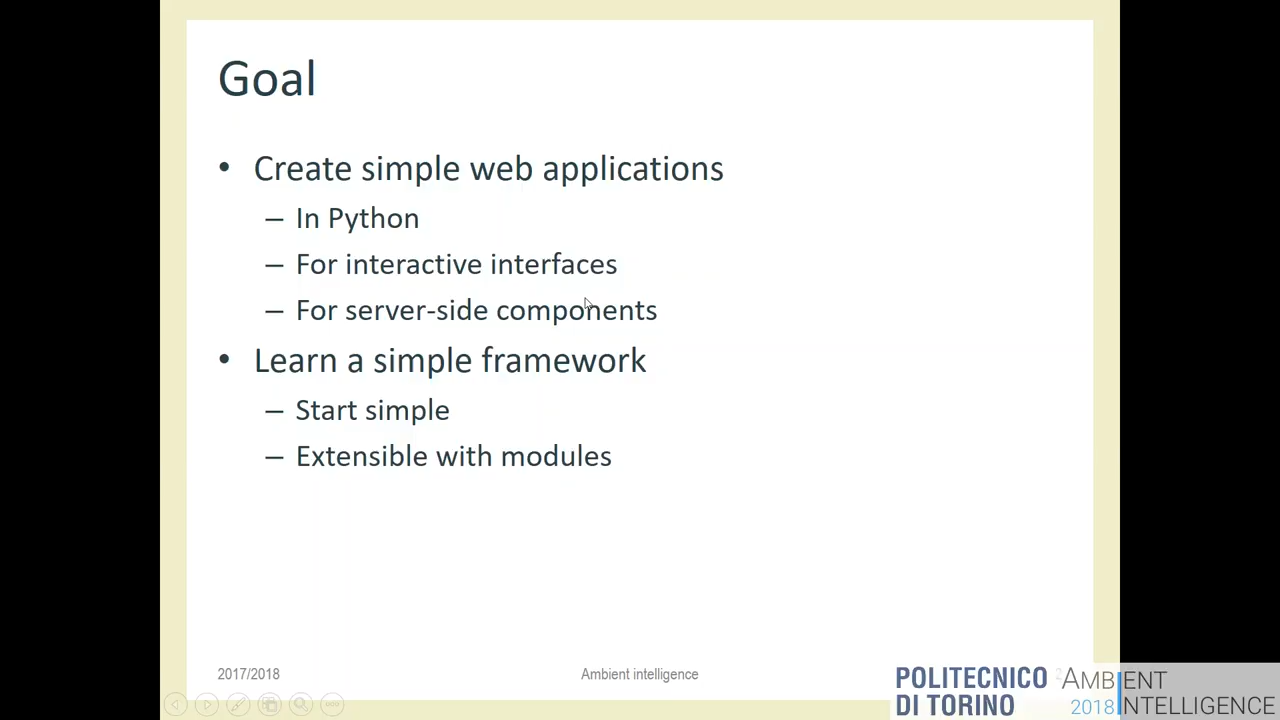 Goal
• Create simple web applications
– In Python
– For interactive interfaces
– For server-side components
• Learn a simple framework
– Start simple
– Extensible with modules
2017/2018
Ambient intelligence
POLITECNICO
DI TORINO
AMBIENT
2018 INTELLIGENCE